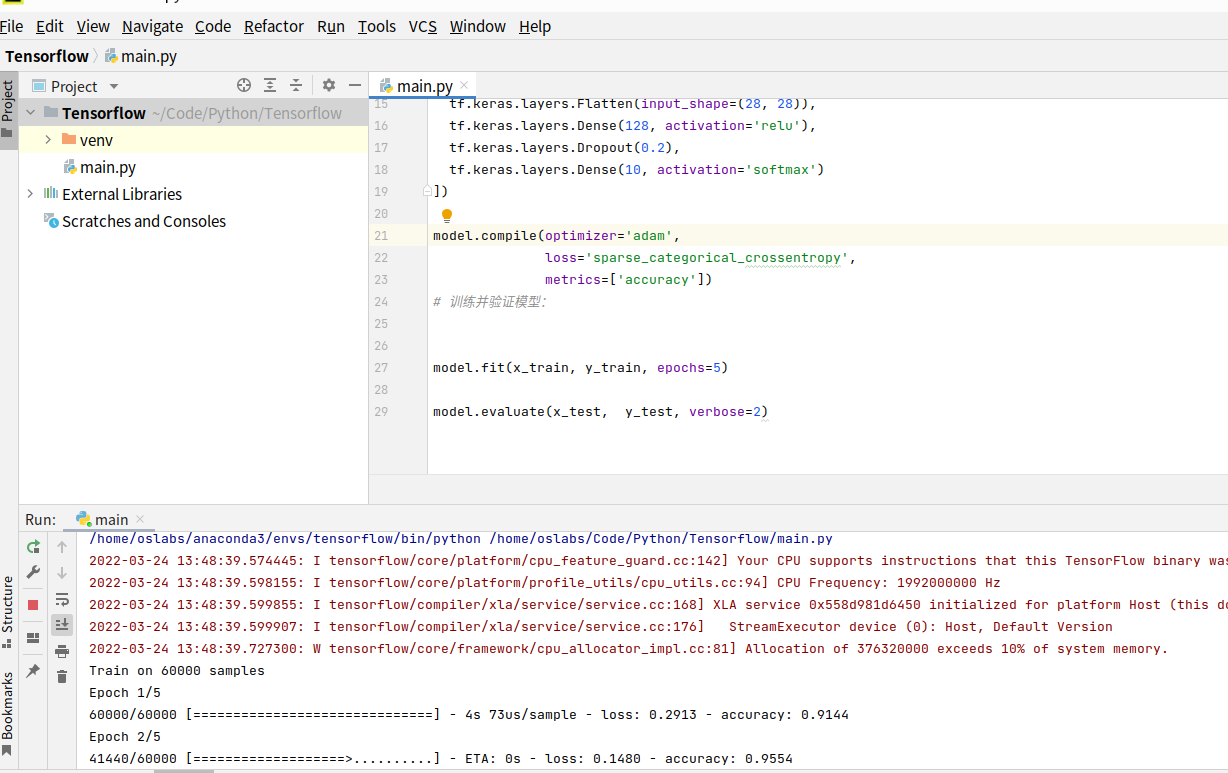 File Edit View Navigate Code Refactor Run Tools VCS Window Help
Tensorflow main.py
Project
Project
main.py
Tensorflow ~/Code/Python/Tensorflow
venv
main.py
External Libraries
Scratches and Consoles
15 tf.keras.layers.Flatten(input_shape=(28, 28)),
16 tf.keras.layers.Dense(128, activation='relu'),
17 tf.keras.layers.Dropout(0.2),
18 tf.keras.layers.Dense(10, activation='softmax')
19 ])
20
21 model.compile(optimizer='adam',
22 loss='sparse_categorical_crossentropy',
23 metrics=['accuracy'])
24 # 训练并验证模型：
25
26
27 model.fit(x_train, y_train, epochs=5)
28
29 model.evaluate(x_test,  y_test, verbose=2)
Run: main
Structure
Bookmarks
/home/oslabs/anaconda3/envs/tensorflow/bin/python /home/oslabs/Code/Python/Tensorflow/main.py
2022-03-24 13:48:39.574445: I tensorflow/core/platform/cpu_feature_guard.cc:142] Your CPU supports instructions that this TensorFlow binary was
2022-03-24 13:48:39.598155: I tensorflow/core/platform/profile_utils/cpu_utils.cc:94] CPU Frequency: 1992000000 Hz
2022-03-24 13:48:39.599855: I tensorflow/compiler/xla/service/service.cc:168] XLA service 0x558d981d6450 initialized for platform Host (this do
2022-03-24 13:48:39.599907: I tensorflow/compiler/xla/service/service.cc:176]   StreamExecutor device (0): Host, Default Version
2022-03-24 13:48:39.727300: W tensorflow/core/framework/cpu_allocator_impl.cc:81] Allocation of 376320000 exceeds 10% of system memory.
Train on 60000 samples
Epoch 1/5
60000/60000 [==============================] - 4s 73us/sample - loss: 0.2913 - accuracy: 0.9144
Epoch 2/5
41440/60000 [===================>..........] - ETA: 0s - loss: 0.1480 - accuracy: 0.9554